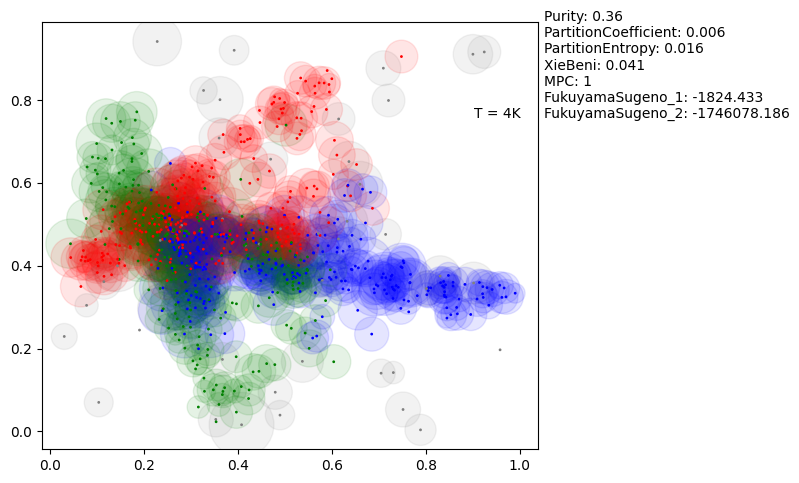 Purity: 0.36
PartitionCoefficient: 0.006
PartitionEntropy: 0.016
XieBeni: 0.041
MPC: 1
FukuyamaSugeno_1: -1824.433
FukuyamaSugeno_2: -1746078.186
T = 4K
0.8
0.6
0.4
0.2
0.0
0.0 0.2 0.4 0.6 0.8 1.0